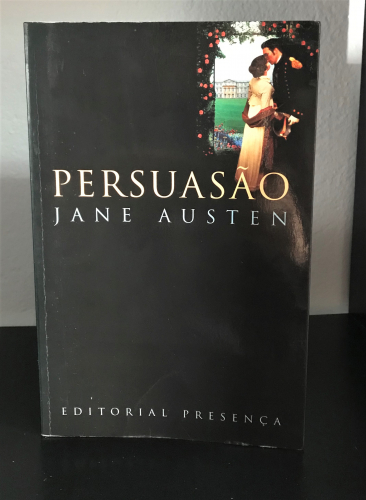 PERSUASÃO
JANE AUSTEN
EDITORIAL PRESENÇA